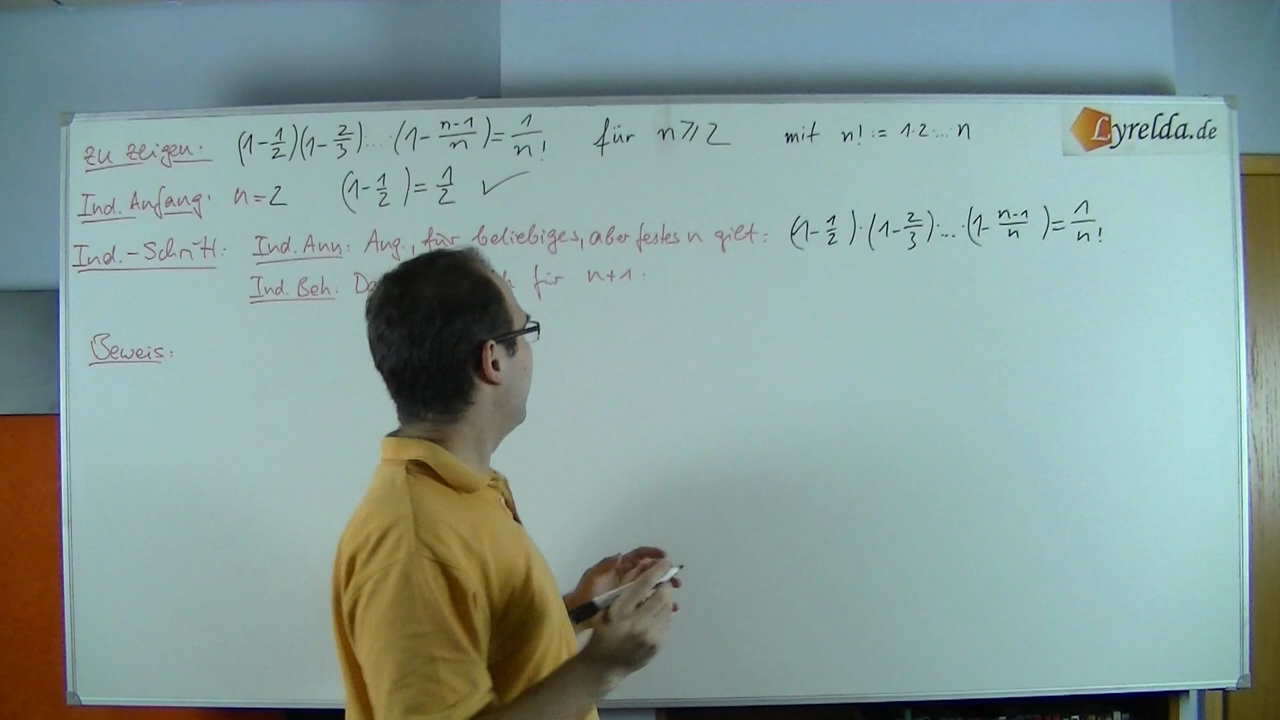 zu zeigen: (1-1/2)(1-2/3)...(1-(n-1)/n)=1/n! für n≥2 mit n! := 1·2...n
Lyrelda.de
Ind. Anfang: n=2 (1-1/2)=1/2 ✓
Ind.-Schritt: Ind. Ann: Ang., für beliebiges, aber festes n gilt: (1-1/2)·(1-2/3)·...·(1-(n-1)/n)=1/n!
Ind. Beh: für n+1:
Beweis: